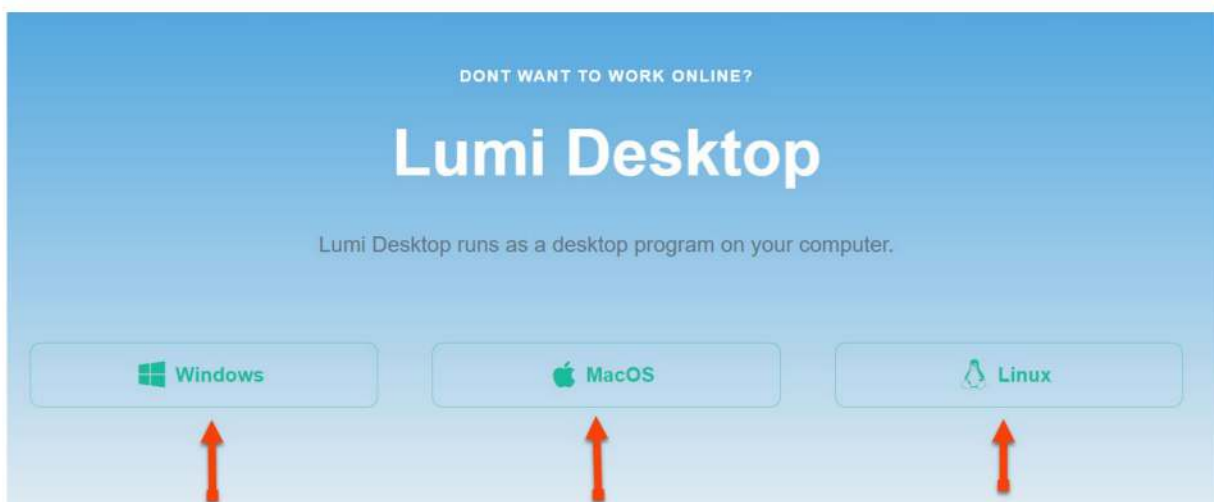 DONT WANT TO WORK ONLINE?
Lumi Desktop
Lumi Desktop runs as a desktop program on your computer.
Windows
MacOS
Linux